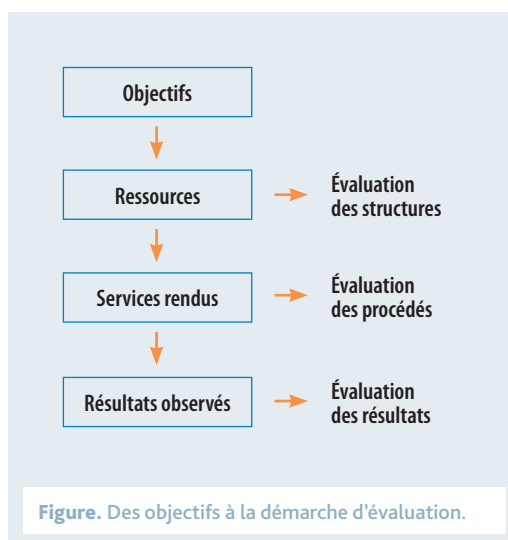 Objectifs
Ressources
Évaluation
des structures
Services rendus
Évaluation
des procédés
Résultats observés
Évaluation
des résultats
Figure. Des objectifs à la démarche d'évaluation.